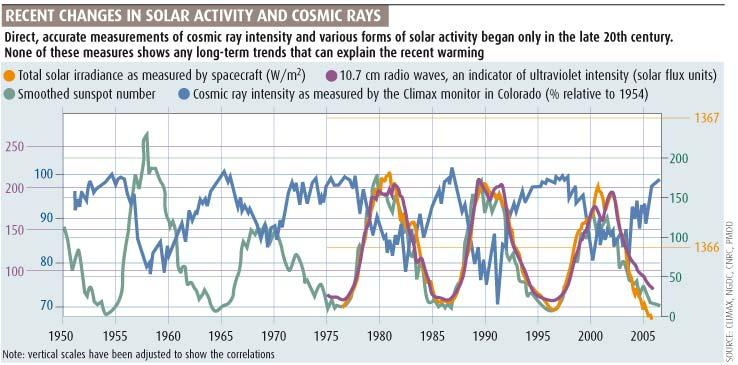 RECENT CHANGES IN SOLAR ACTIVITY AND COSMIC RAYS
Direct, accurate measurements of cosmic ray intensity and various forms of solar activity began only in the late 20th century.
None of these measures shows any long-term trends that can explain the recent warming
Total solar irradiance as measured by spacecraft (W/m²) 10.7 cm radio waves, an indicator of ultraviolet intensity (solar flux units)
Smoothed sunspot number Cosmic ray intensity as measured by the Climax monitor in Colorado (% relative to 1954)
1367
250
200
100
200
150
90
150
100
1366
80
100
50
70
0
1950 1955 1960 1965 1970 1975 1980 1985 1990 1995 2000 2005
Note: vertical scales have been adjusted to show the correlations
SOURCE: CLIMAX, NGDC, CNRC, PMOD